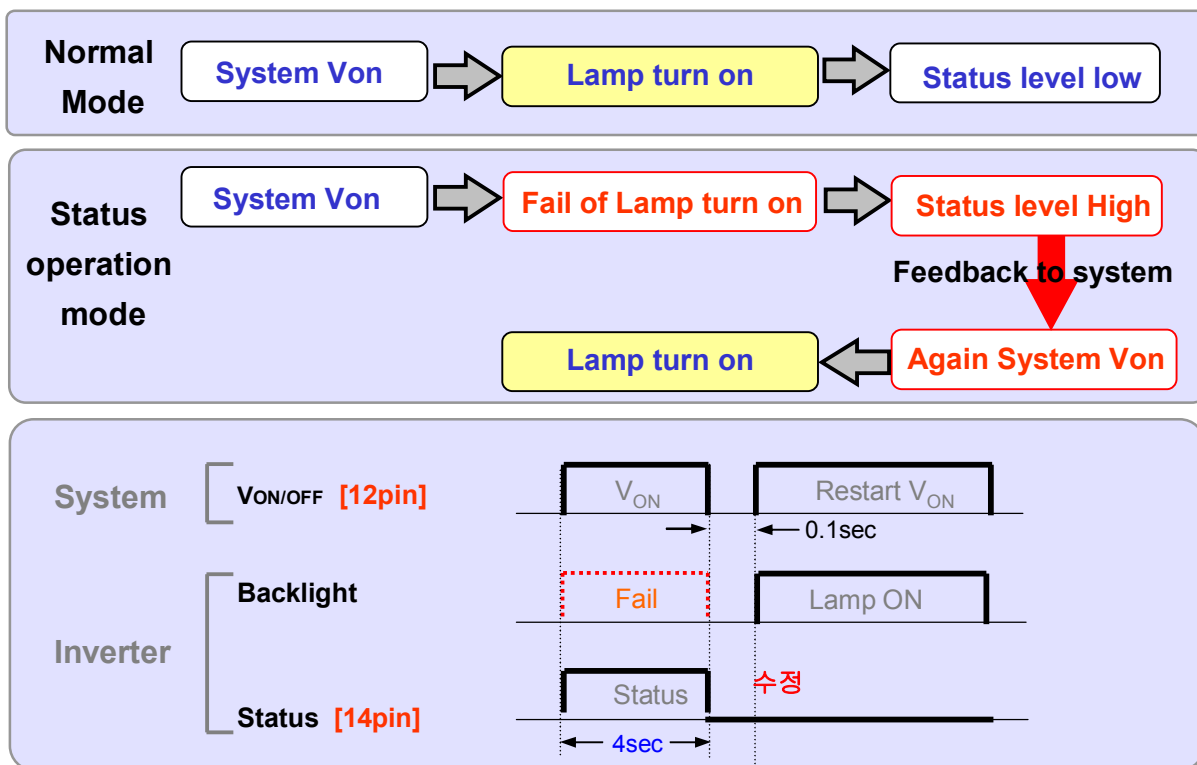 Normal
Mode
System Von
Lamp turn on
Status level low
Status
operation
mode
System Von
Fail of Lamp turn on
Status level High
Feedback to system
Lamp turn on
Again System Von
System
VON/OFF [12pin]
VON
Restart VON
0.1sec
Inverter
Backlight
Fail
Lamp ON
Status [14pin]
Status
수정
4sec